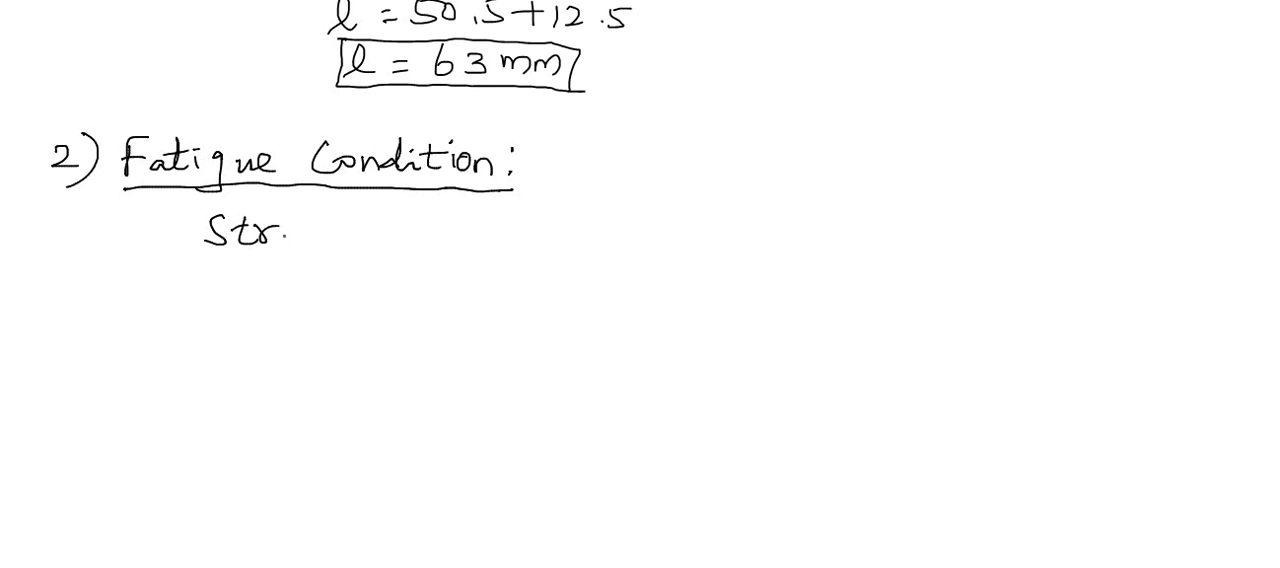 l = 50.5+12.5
l = 63 mm
2) Fatigue Condition:
Str.